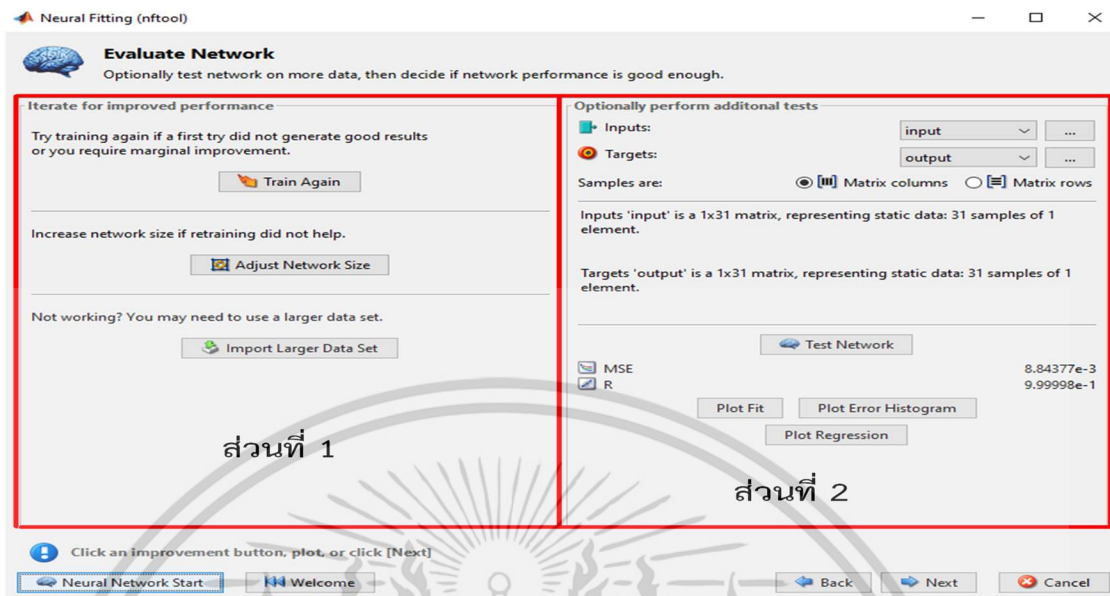 Neural Fitting (nftool)
Evaluate Network
Optionally test network on more data, then decide if network performance is good enough.
Iterate for improved performance
Try training again if a first try did not generate good results
or you require marginal improvement.
Train Again
Increase network size if retraining did not help.
Adjust Network Size
Not working? You may need to use a larger data set.
Import Larger Data Set
ส่วนที่ 1
Optionally perform additonal tests
Inputs: input ...
Targets: output ...
Samples are: Matrix columns Matrix rows
Inputs 'input' is a 1x31 matrix, representing static data: 31 samples of 1
element.
Targets 'output' is a 1x31 matrix, representing static data: 31 samples of 1
element.
Test Network
MSE 8.84377e-3
R 9.99998e-1
Plot Fit Plot Error Histogram
Plot Regression
ส่วนที่ 2
Click an improvement button, plot, or click [Next]
Neural Network Start Welcome Back Next Cancel